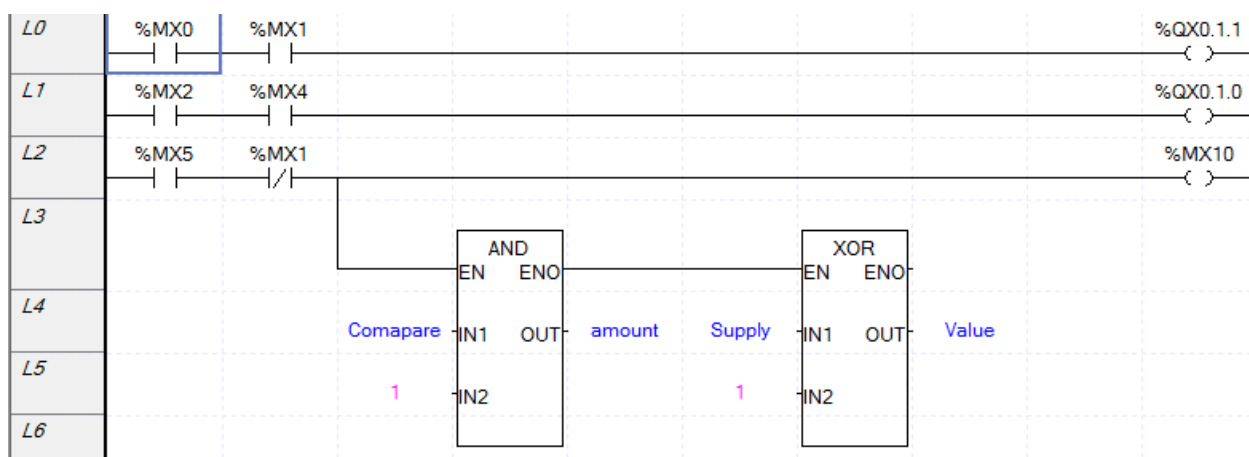 L0 %MX0 %MX1 %QX0.1.1
L1 %MX2 %MX4 %QX0.1.0
L2 %MX5 %MX1 %MX10
L3 AND XOR
EN ENO EN ENO
L4 Comapare IN1 OUT amount Supply IN1 OUT Value
L5 1 IN2 1 IN2
L6